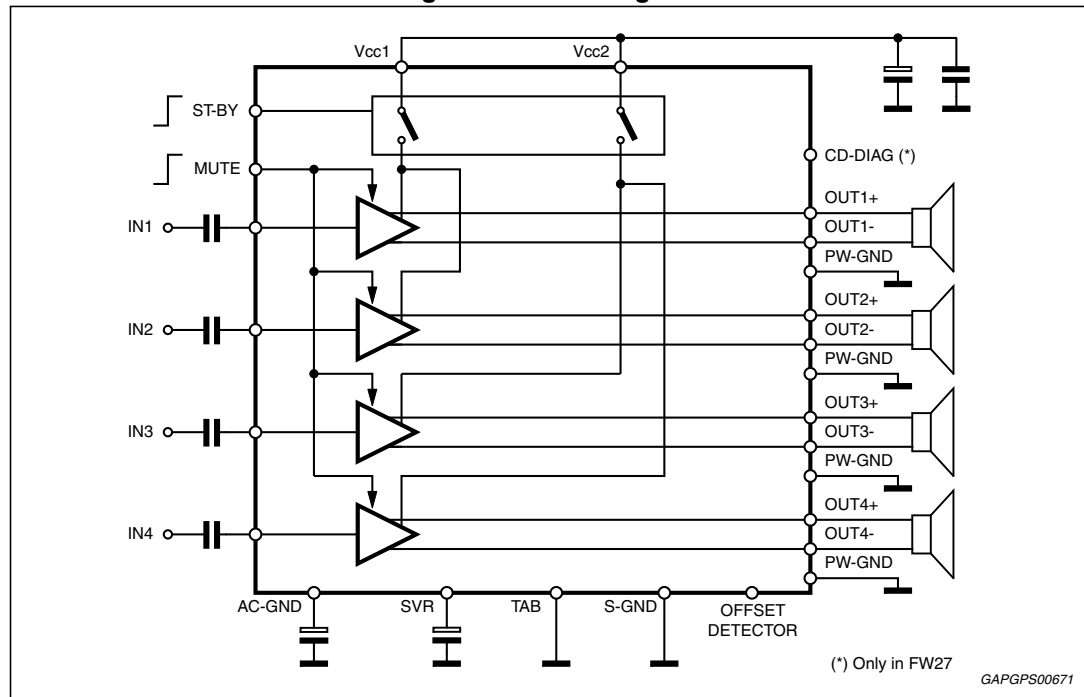 Vcc1
Vcc2
ST-BY
MUTE
CD-DIAG (*)
IN1
OUT1+
OUT1-
PW-GND
IN2
OUT2+
OUT2-
PW-GND
IN3
OUT3+
OUT3-
PW-GND
IN4
OUT4+
OUT4-
PW-GND
AC-GND
SVR
TAB
S-GND
OFFSET
DETECTOR
(*) Only in FW27
GAPGPS00671